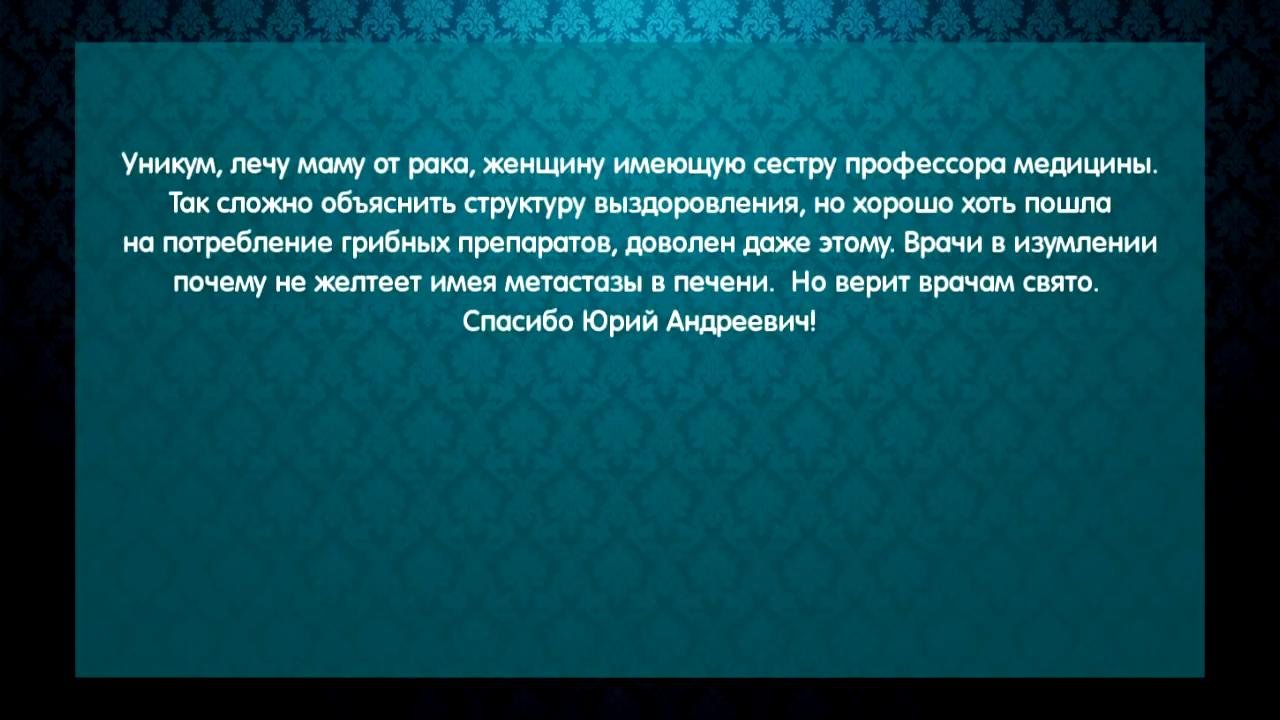 Уникум, лечу маму от рака, женщину имеющую сестру профессора медицины.
Так сложно объяснить структуру выздоровления, но хорошо хоть пошла
на потребление грибных препаратов, доволен даже этому. Врачи в изумлении
почему не желтеет имея метастазы в печени.  Но верит врачам свято.
Спасибо Юрий Андреевич!